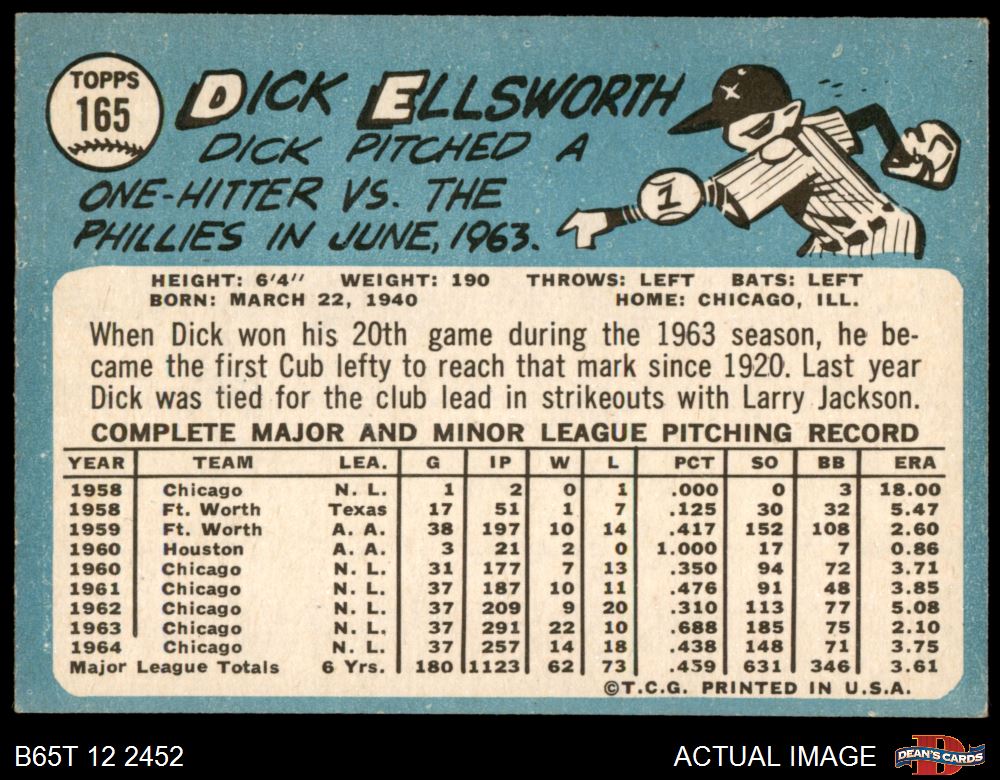 TOPPS
165
DICK ELLSWORTH
DICK PITCHED A
ONE-HITTER VS. THE
PHILLIES IN JUNE, 1963.
1
HEIGHT: 6'4" WEIGHT: 190 THROWS: LEFT BATS: LEFT
BORN: MARCH 22, 1940 HOME: CHICAGO, ILL.
When Dick won his 20th game during the 1963 season, he be-
came the first Cub lefty to reach that mark since 1920. Last year
Dick was tied for the club lead in strikeouts with Larry Jackson.
COMPLETE MAJOR AND MINOR LEAGUE PITCHING RECORD
YEAR TEAM LEA. G IP W L PCT SO BB ERA
1958 Chicago N. L. 1 2 0 1 .000 0 3 18.00
1958 Ft. Worth Texas 17 51 1 7 .125 30 32 5.47
1959 Ft. Worth A. A. 38 197 10 14 .417 152 108 2.60
1960 Houston A. A. 3 21 2 0 1.000 17 7 0.86
1960 Chicago N. L. 31 177 7 13 .350 94 72 3.71
1961 Chicago N. L. 37 187 10 11 .476 91 48 3.85
1962 Chicago N. L. 37 209 9 20 .310 113 77 5.08
1963 Chicago N. L. 37 291 22 10 .688 185 75 2.10
1964 Chicago N. L. 37 257 14 18 .438 148 71 3.75
Major League Totals 6 Yrs. 180 1123 62 73 .459 631 346 3.61
©T.C.G. PRINTED IN U.S.A.
B65T 12 2452 ACTUAL IMAGE
D
DEAN'S CARDS